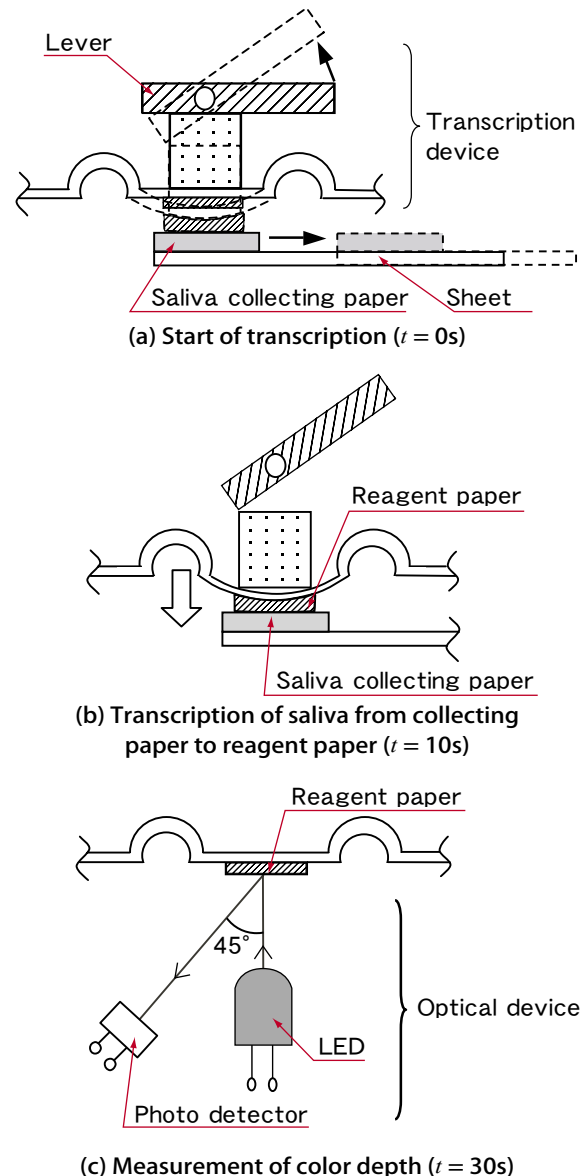 Lever
Transcription
device
Saliva collecting paper
Sheet
(a) Start of transcription (t = 0s)
Reagent paper
Saliva collecting paper
(b) Transcription of saliva from collecting
paper to reagent paper (t = 10s)
Reagent paper
45°
Optical device
LED
Photo detector
(c) Measurement of color depth (t = 30s)